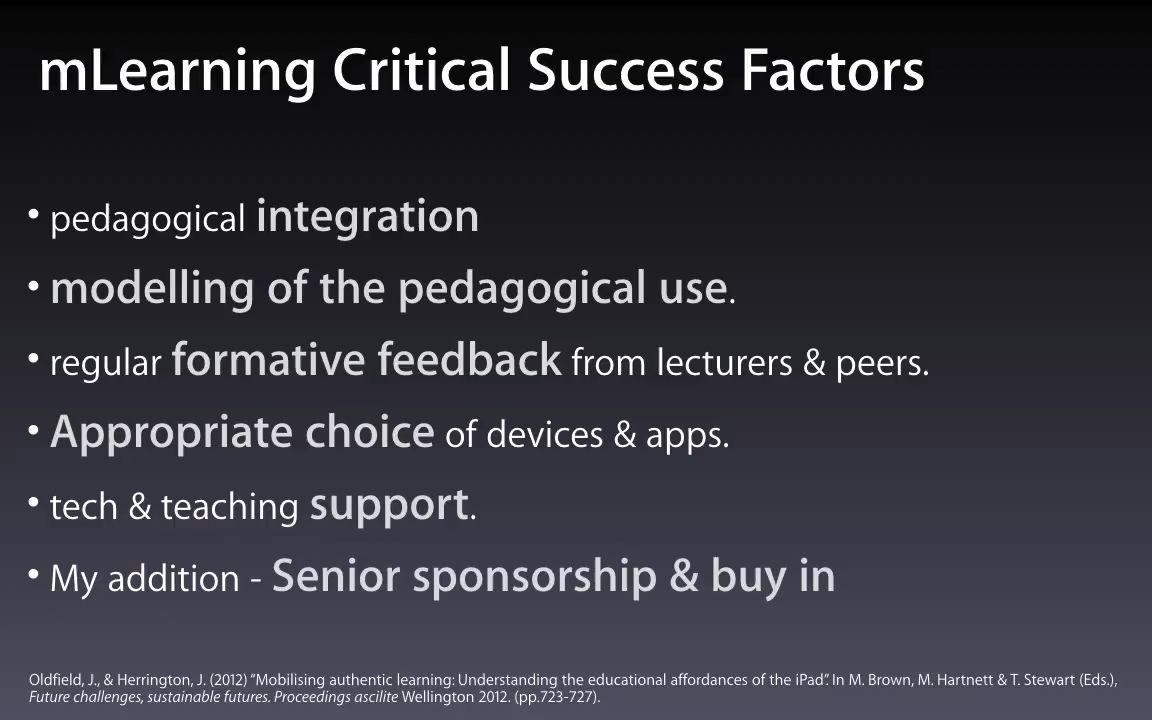 mLearning Critical Success Factors
• pedagogical integration
• modelling of the pedagogical use.
• regular formative feedback from lecturers & peers.
• Appropriate choice of devices & apps.
• tech & teaching support.
• My addition - Senior sponsorship & buy in
Oldfield, J., & Herrington, J. (2012) “Mobilising authentic learning: Understanding the educational affordances of the iPad”. In M. Brown, M. Hartnett & T. Stewart (Eds.),
Future challenges, sustainable futures. Proceedings ascilite Wellington 2012. (pp.723-727).